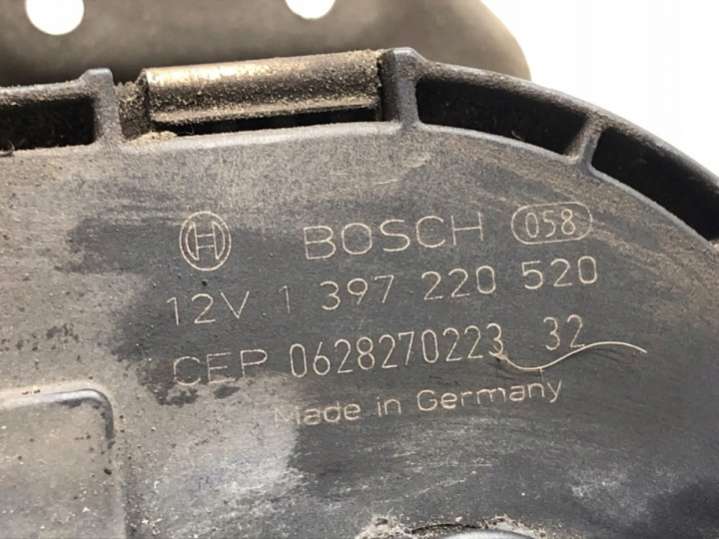 BOSCH 058
12V 1 397 220 520
CEP 0628270223 32
Made in Germany